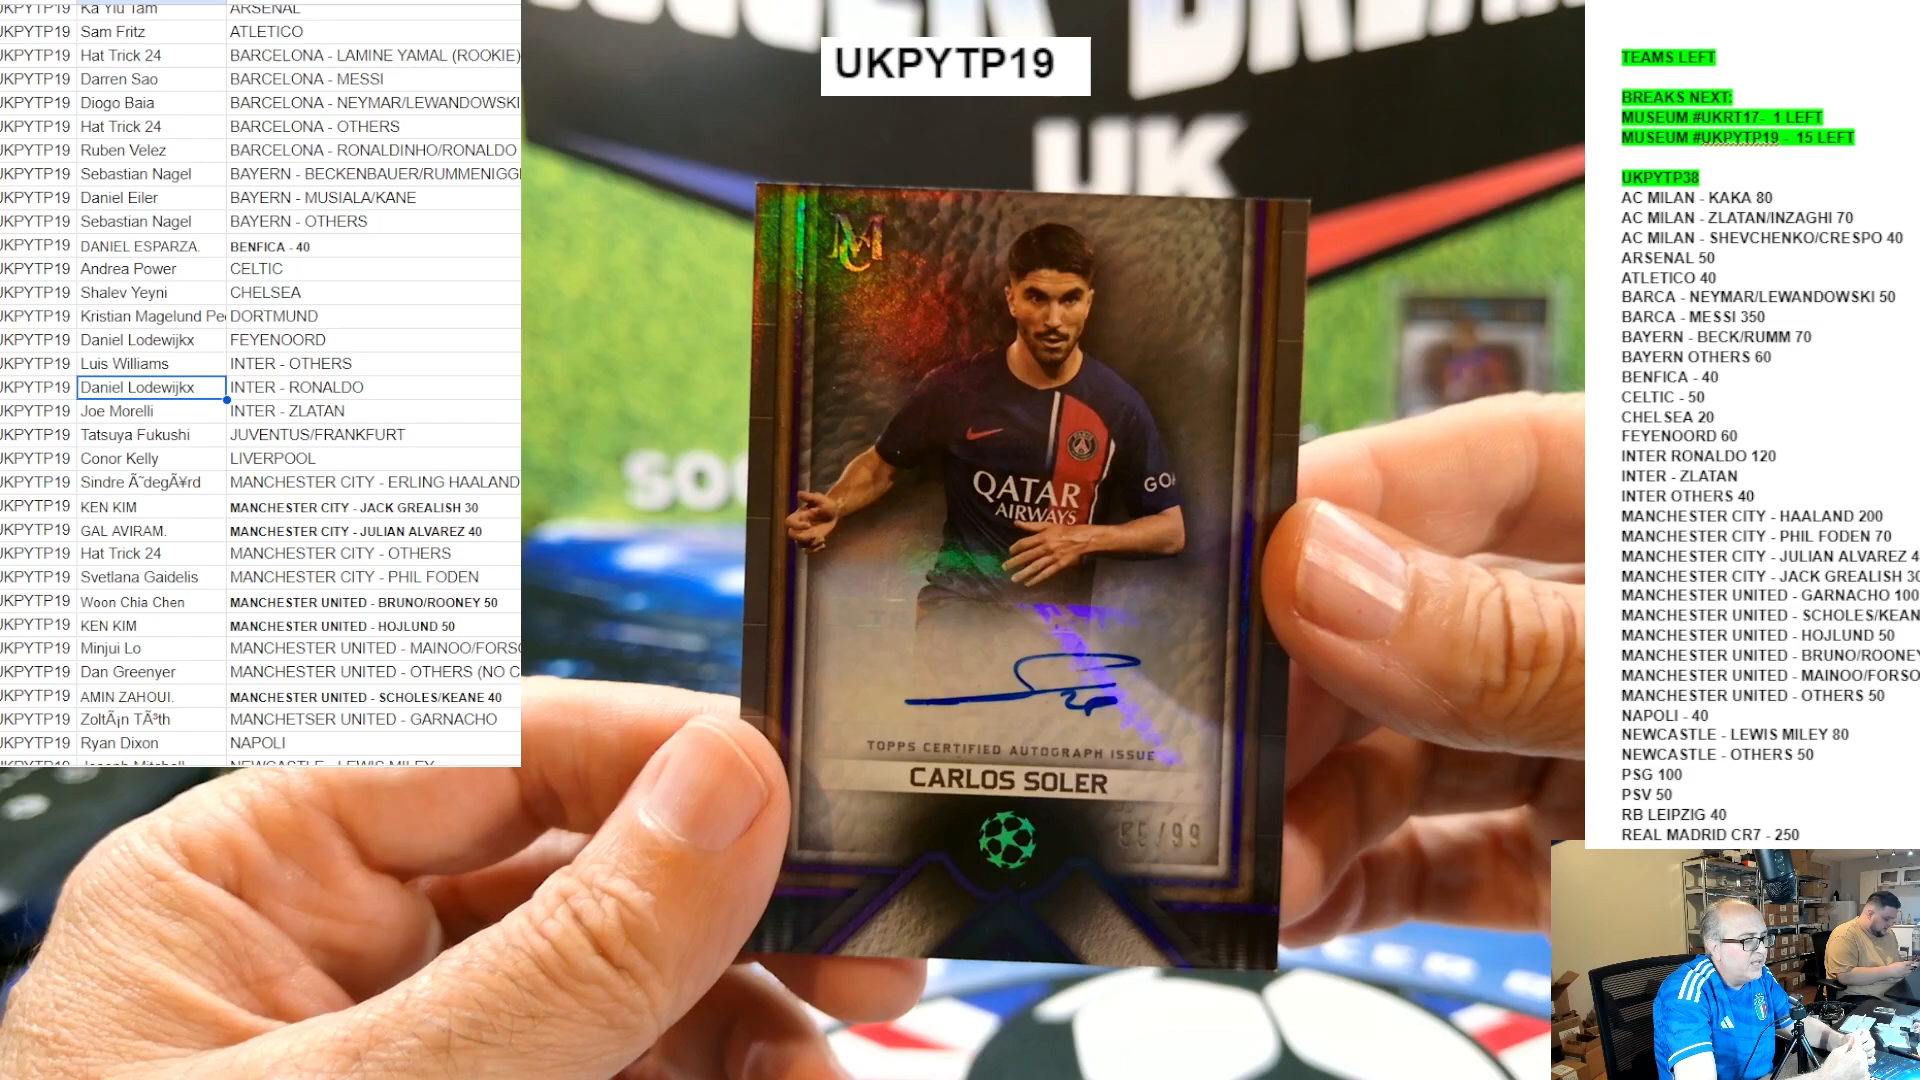 UKPYTP19 Ka Yiu Tam ARSENAL
UKPYTP19 Sam Fritz ATLETICO
UKPYTP19 Hat Trick 24 BARCELONA - LAMINE YAMAL (ROOKIE)
UKPYTP19 Darren Sao BARCELONA - MESSI
UKPYTP19 Diogo Baia BARCELONA - NEYMAR/LEWANDOWSKI
UKPYTP19 Hat Trick 24 BARCELONA - OTHERS
UKPYTP19 Ruben Velez BARCELONA - RONALDINHO/RONALDO
UKPYTP19 Sebastian Nagel BAYERN - BECKENBAUER/RUMMENIGG
UKPYTP19 Daniel Eiler BAYERN - MUSIALA/KANE
UKPYTP19 Sebastian Nagel BAYERN - OTHERS
UKPYTP19 DANIEL ESPARZA. BENFICA - 40
UKPYTP19 Andrea Power CELTIC
UKPYTP19 Shalev Yeyni CHELSEA
UKPYTP19 Kristian Magelund Pe DORTMUND
UKPYTP19 Daniel Lodewijkx FEYENOORD
UKPYTP19 Luis Williams INTER - OTHERS
UKPYTP19 Daniel Lodewijkx INTER - RONALDO
UKPYTP19 Joe Morelli INTER - ZLATAN
UKPYTP19 Tatsuya Fukushi JUVENTUS/FRANKFURT
UKPYTP19 Conor Kelly LIVERPOOL
UKPYTP19 Sindre Ã˜degÃ¥rd MANCHESTER CITY - ERLING HAALAND
UKPYTP19 KEN KIM MANCHESTER CITY - JACK GREALISH 30
UKPYTP19 GAL AVIRAM. MANCHESTER CITY - JULIAN ALVAREZ 40
UKPYTP19 Hat Trick 24 MANCHESTER CITY - OTHERS
UKPYTP19 Svetlana Gaidelis MANCHESTER CITY - PHIL FODEN
UKPYTP19 Woon Chia Chen MANCHESTER UNITED - BRUNO/ROONEY 50
UKPYTP19 KEN KIM MANCHESTER UNITED - HOJLUND 50
UKPYTP19 Minjui Lo MANCHESTER UNITED - MAINOO/FORSO
UKPYTP19 Dan Greenyer MANCHESTER UNITED - OTHERS (NO C
UKPYTP19 AMIN ZAHOUI. MANCHESTER UNITED - SCHOLES/KEANE 40
UKPYTP19 ZoltÃ¡n TÃ³th MANCHETSER UNITED - GARNACHO
UKPYTP19 Ryan Dixon NAPOLI
Joseph Mitchell NEWCASTLE - LEWIS MILEY
UKPYTP19
UK
SOC
QATAR
AIRWAYS
GOA
TOPPS CERTIFIED AUTOGRAPH ISSUE
CARLOS SOLER
/99
TEAMS LEFT
BREAKS NEXT:
MUSEUM #UKRT17- 1 LEFT
MUSEUM #UKPYTP19 - 15 LEFT
UKPYTP38
AC MILAN - KAKA 80
AC MILAN - ZLATAN/INZAGHI 70
AC MILAN - SHEVCHENKO/CRESPO 40
ARSENAL 50
ATLETICO 40
BARCA - NEYMAR/LEWANDOWSKI 50
BARCA - MESSI 350
BAYERN - BECK/RUMM 70
BAYERN OTHERS 60
BENFICA - 40
CELTIC - 50
CHELSEA 20
FEYENOORD 60
INTER RONALDO 120
INTER - ZLATAN
INTER OTHERS 40
MANCHESTER CITY - HAALAND 200
MANCHESTER CITY - PHIL FODEN 70
MANCHESTER CITY - JULIAN ALVAREZ 4
MANCHESTER CITY - JACK GREALISH 30
MANCHESTER UNITED - GARNACHO 100
MANCHESTER UNITED - SCHOLES/KEAN
MANCHESTER UNITED - HOJLUND 50
MANCHESTER UNITED - BRUNO/ROONEY
MANCHESTER UNITED - MAINOO/FORSO
MANCHESTER UNITED - OTHERS 50
NAPOLI - 40
NEWCASTLE - LEWIS MILEY 80
NEWCASTLE - OTHERS 50
PSG 100
PSV 50
RB LEIPZIG 40
REAL MADRID CR7 - 250